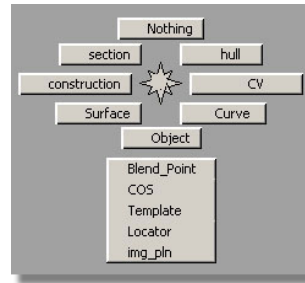 Nothing
section hull
construction CV
Surface Curve
Object
Blend_Point
COS
Template
Locator
img_pln